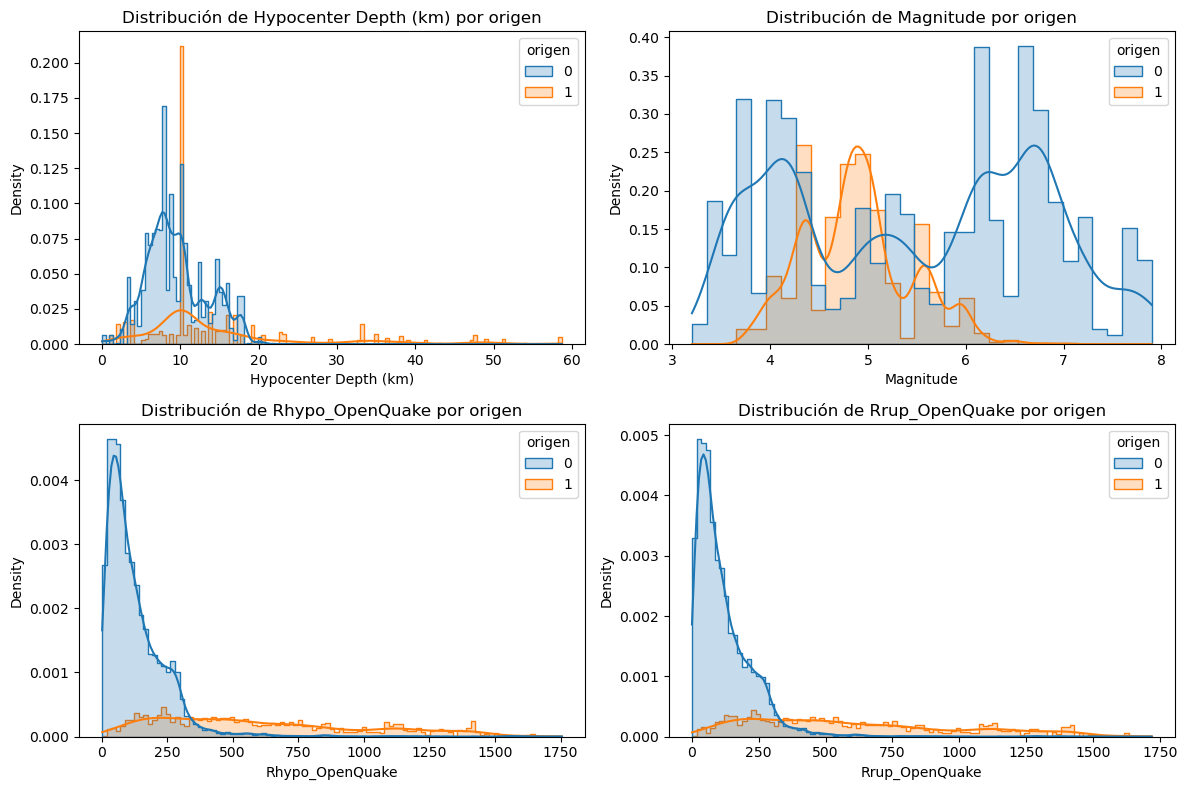 Distribución de Hypocenter Depth (km) por origen
origen
0
1
0.200
0.175
0.150
0.125
0.100
0.075
0.050
0.025
0.000
Density
0 10 20 30 40 50 60
Hypocenter Depth (km)
Distribución de Magnitude por origen
origen
0
1
0.40
0.35
0.30
0.25
0.20
0.15
0.10
0.05
0.00
Density
3 4 5 6 7 8
Magnitude
Distribución de Rhypo_OpenQuake por origen
origen
0
1
0.004
0.003
0.002
0.001
0.000
Density
0 250 500 750 1000 1250 1500 1750
Rhypo_OpenQuake
Distribución de Rrup_OpenQuake por origen
origen
0
1
0.005
0.004
0.003
0.002
0.001
0.000
Density
0 250 500 750 1000 1250 1500 1750
Rrup_OpenQuake